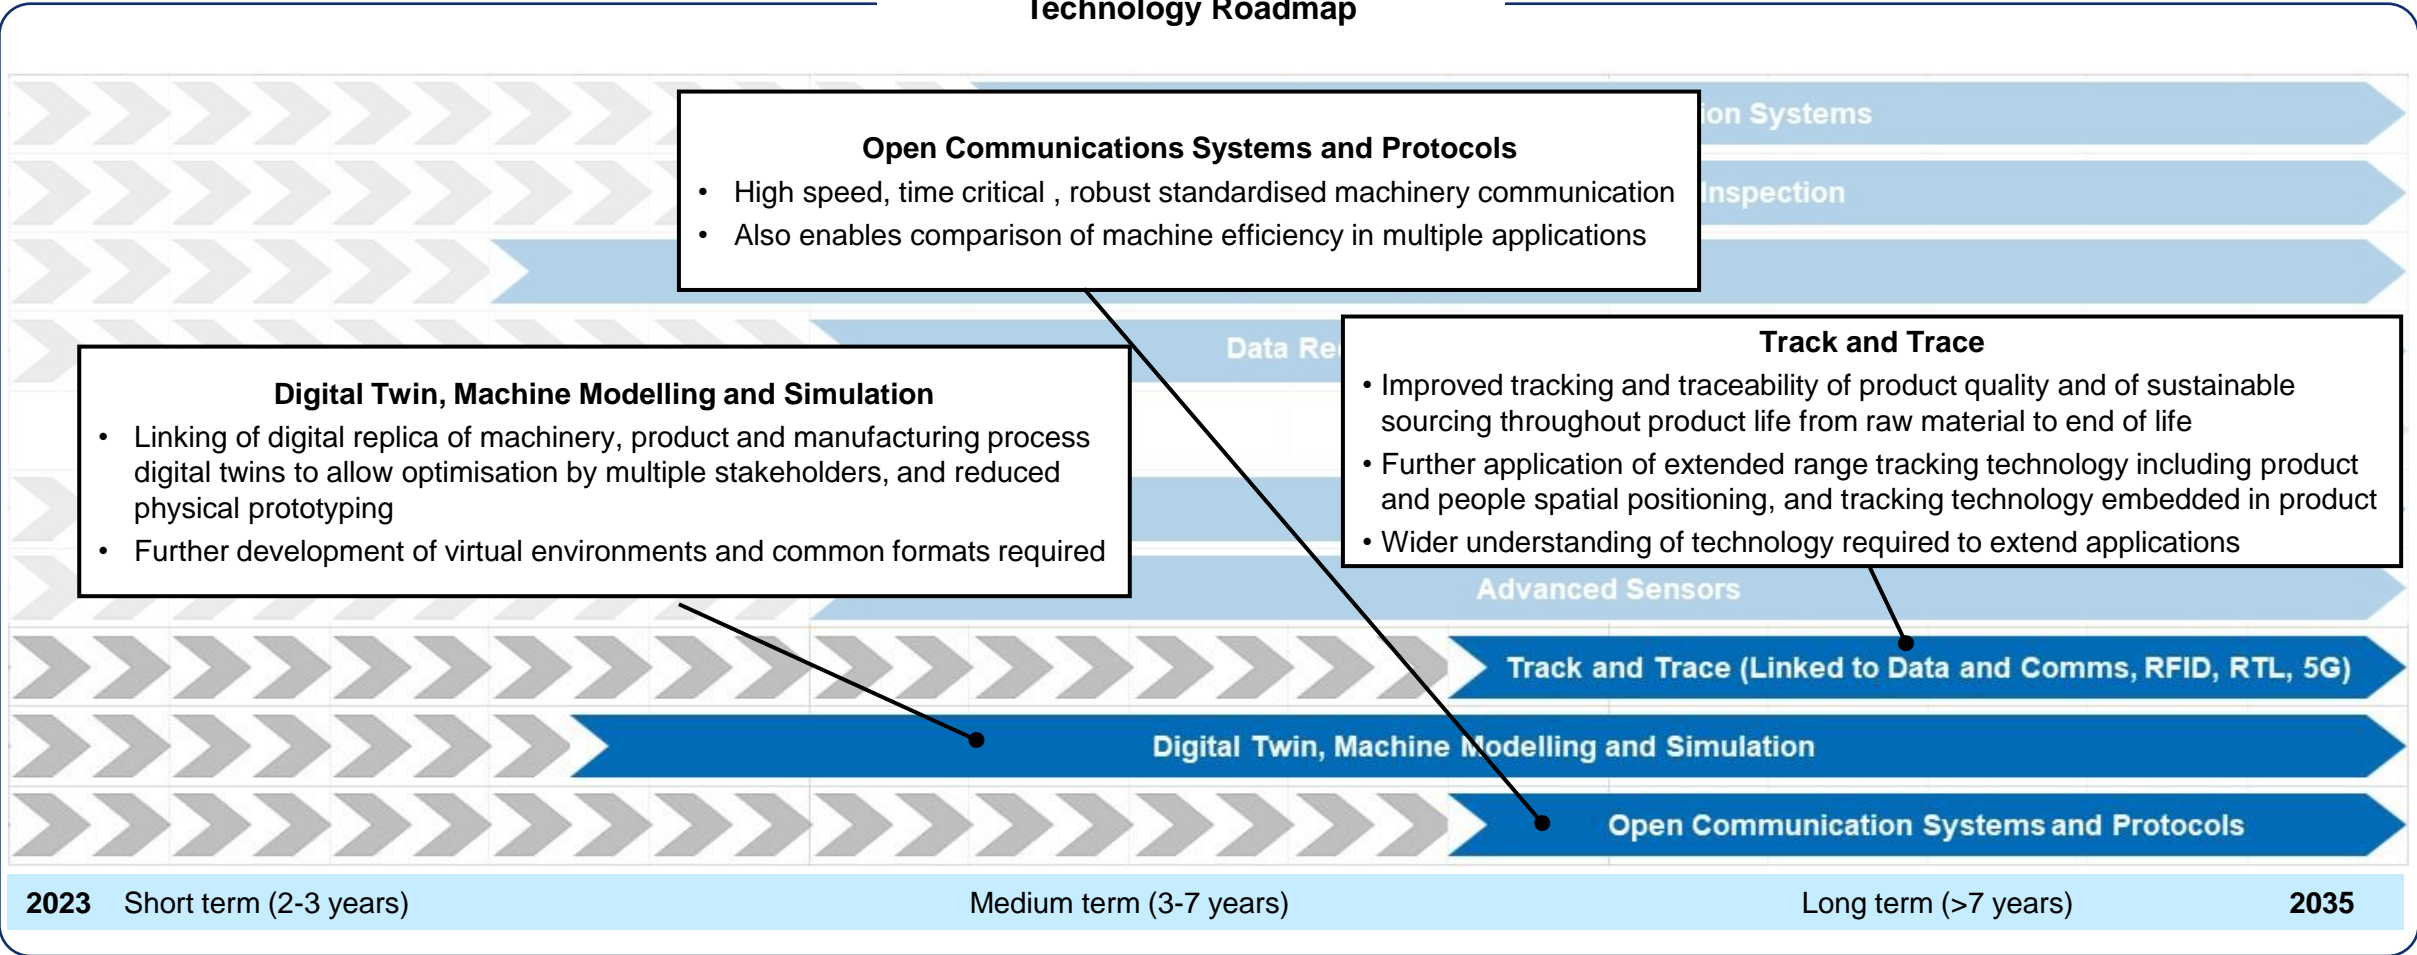 Technology Roadmap
ion Systems
Open Communications Systems and Protocols
• High speed, time critical , robust standardised machinery communication
• Also enables comparison of machine efficiency in multiple applications
Inspection
Data Re
Digital Twin, Machine Modelling and Simulation
• Linking of digital replica of machinery, product and manufacturing process
digital twins to allow optimisation by multiple stakeholders, and reduced
physical prototyping
• Further development of virtual environments and common formats required
Track and Trace
• Improved tracking and traceability of product quality and of sustainable
sourcing throughout product life from raw material to end of life
• Further application of extended range tracking technology including product
and people spatial positioning, and tracking technology embedded in product
• Wider understanding of technology required to extend applications
Advanced Sensors
Track and Trace (Linked to Data and Comms, RFID, RTL, 5G)
Digital Twin, Machine Modelling and Simulation
Open Communication Systems and Protocols
2023 Short term (2-3 years) Medium term (3-7 years) Long term (>7 years) 2035